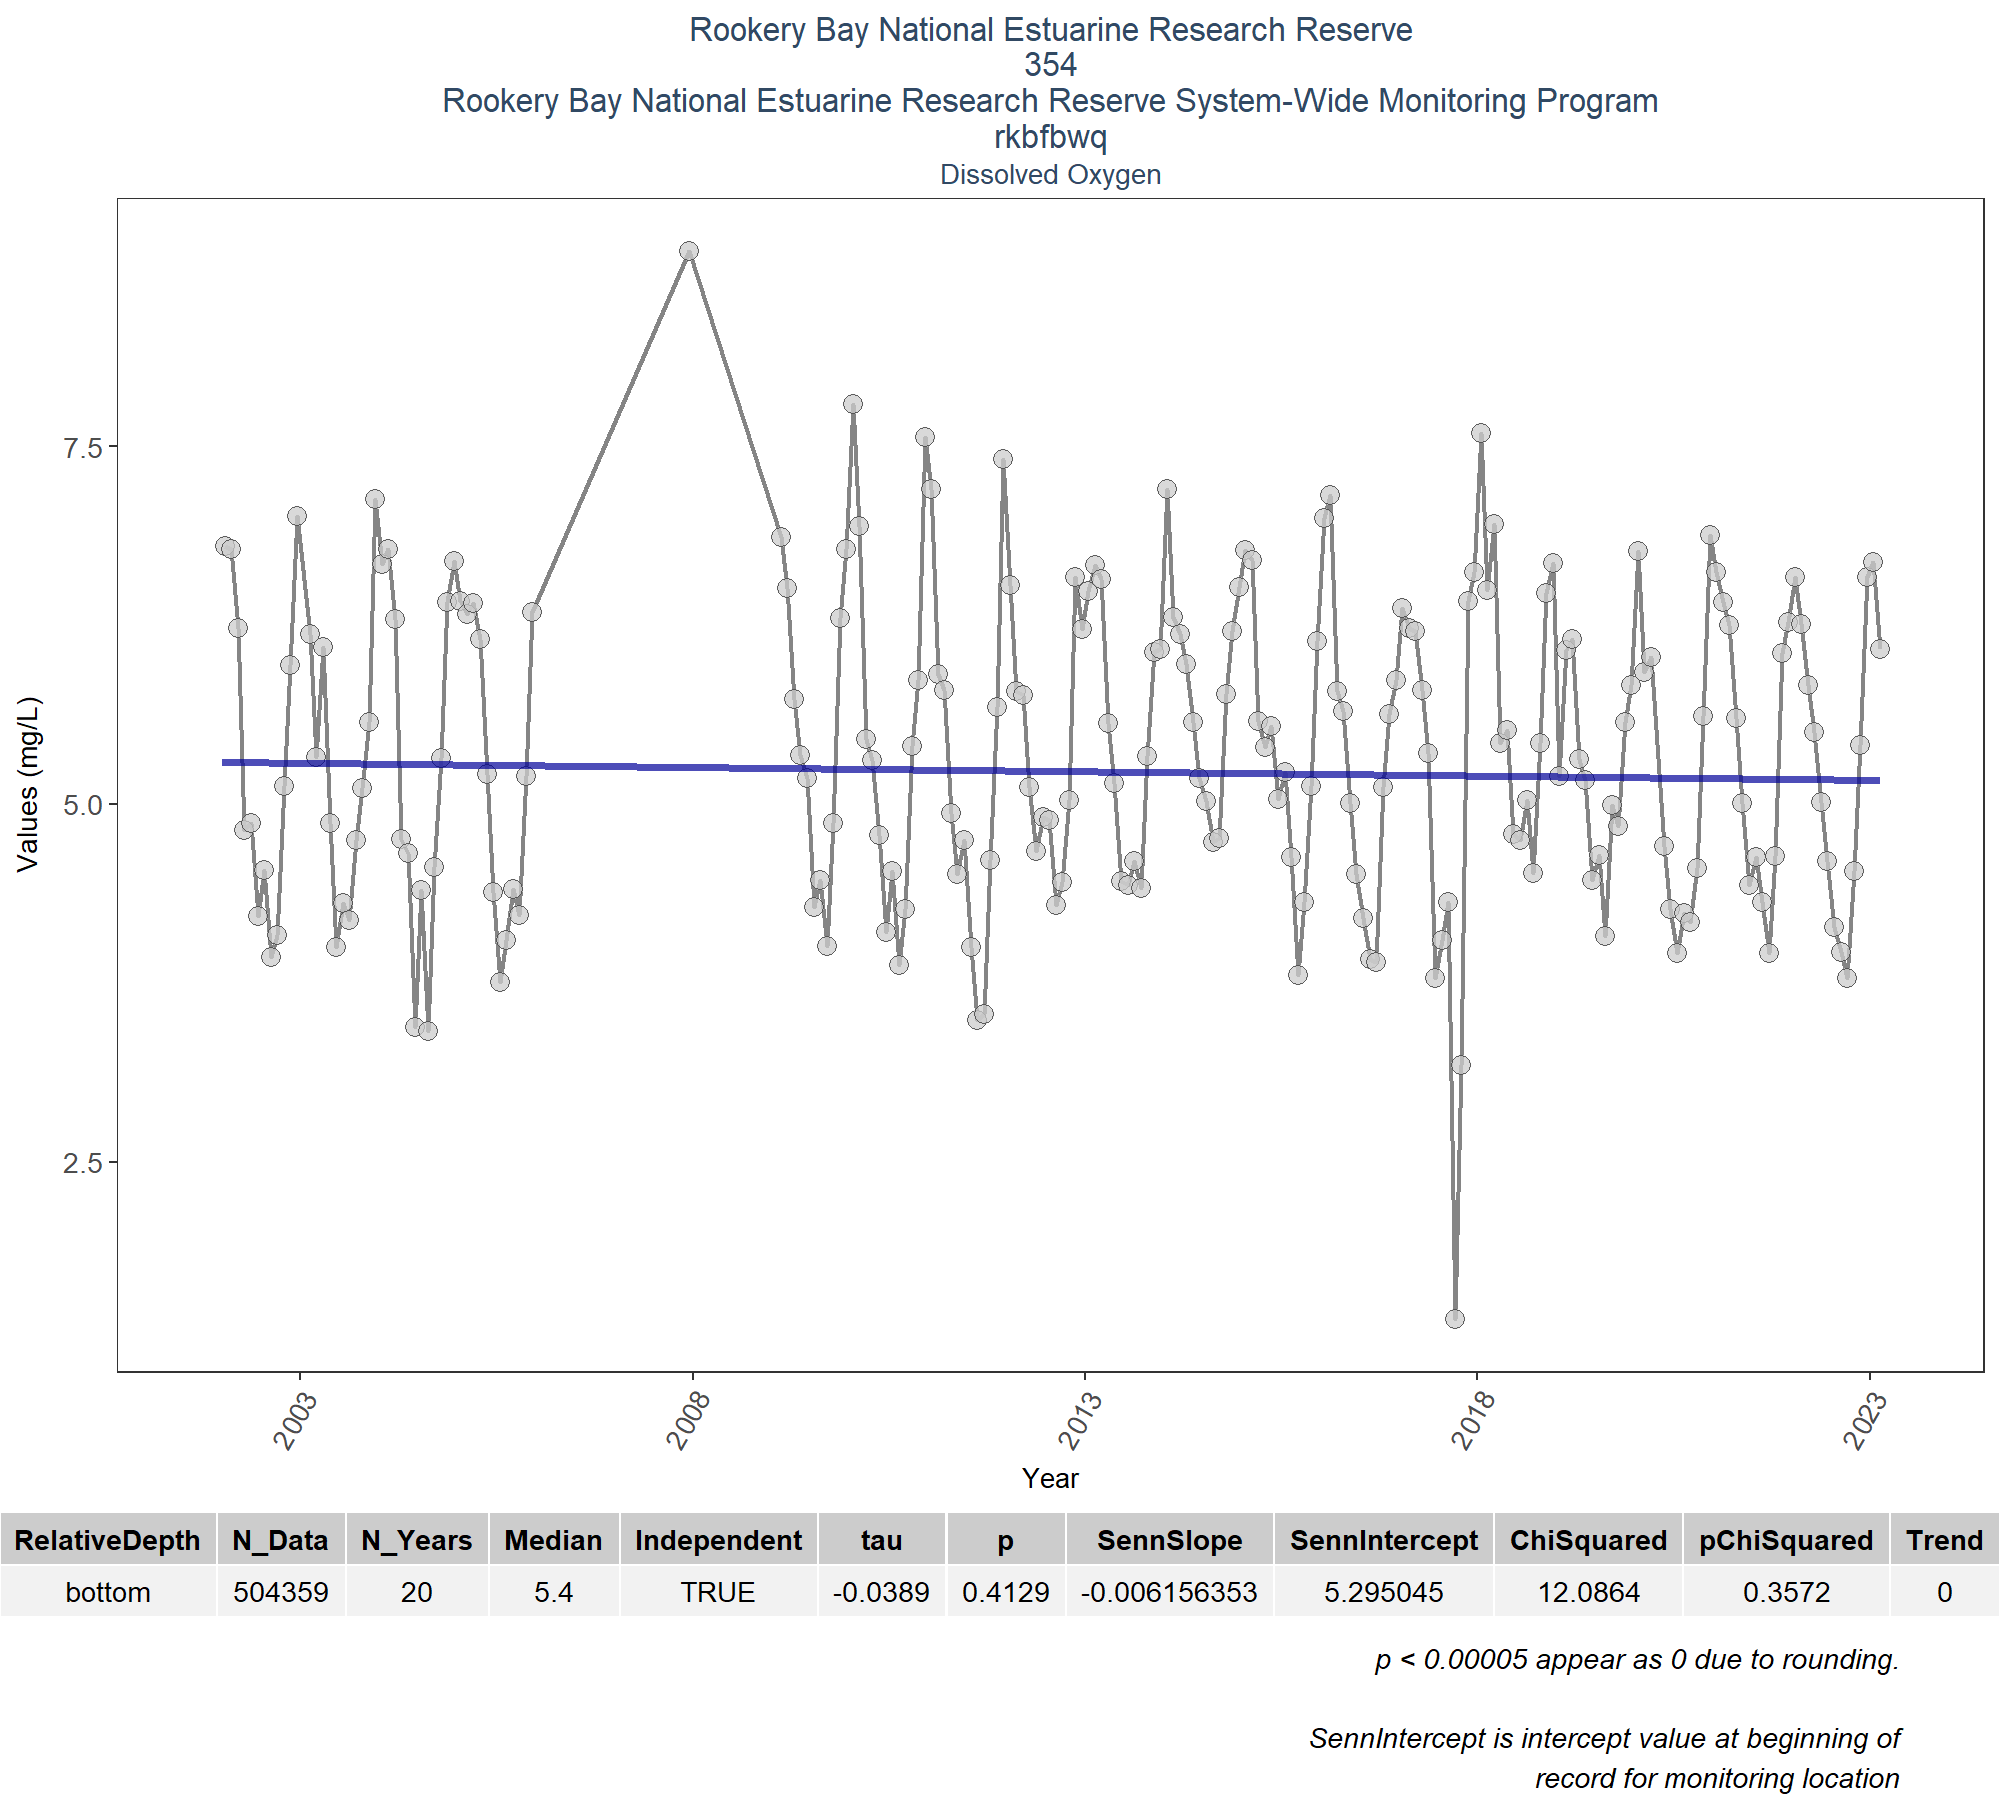 Rookery Bay National Estuarine Research Reserve
354
Rookery Bay National Estuarine Research Reserve System-Wide Monitoring Program
rkbfbwq
Dissolved Oxygen
Values (mg/L)
7.5
5.0
2.5
2003 2008 2013 2018 2023
Year
RelativeDepth N_Data N_Years Median Independent tau p SennSlope SennIntercept ChiSquared pChiSquared Trend
bottom 504359 20 5.4 TRUE -0.0389 0.4129 -0.006156353 5.295045 12.0864 0.3572 0
p < 0.00005 appear as 0 due to rounding.
SennIntercept is intercept value at beginning of
record for monitoring location